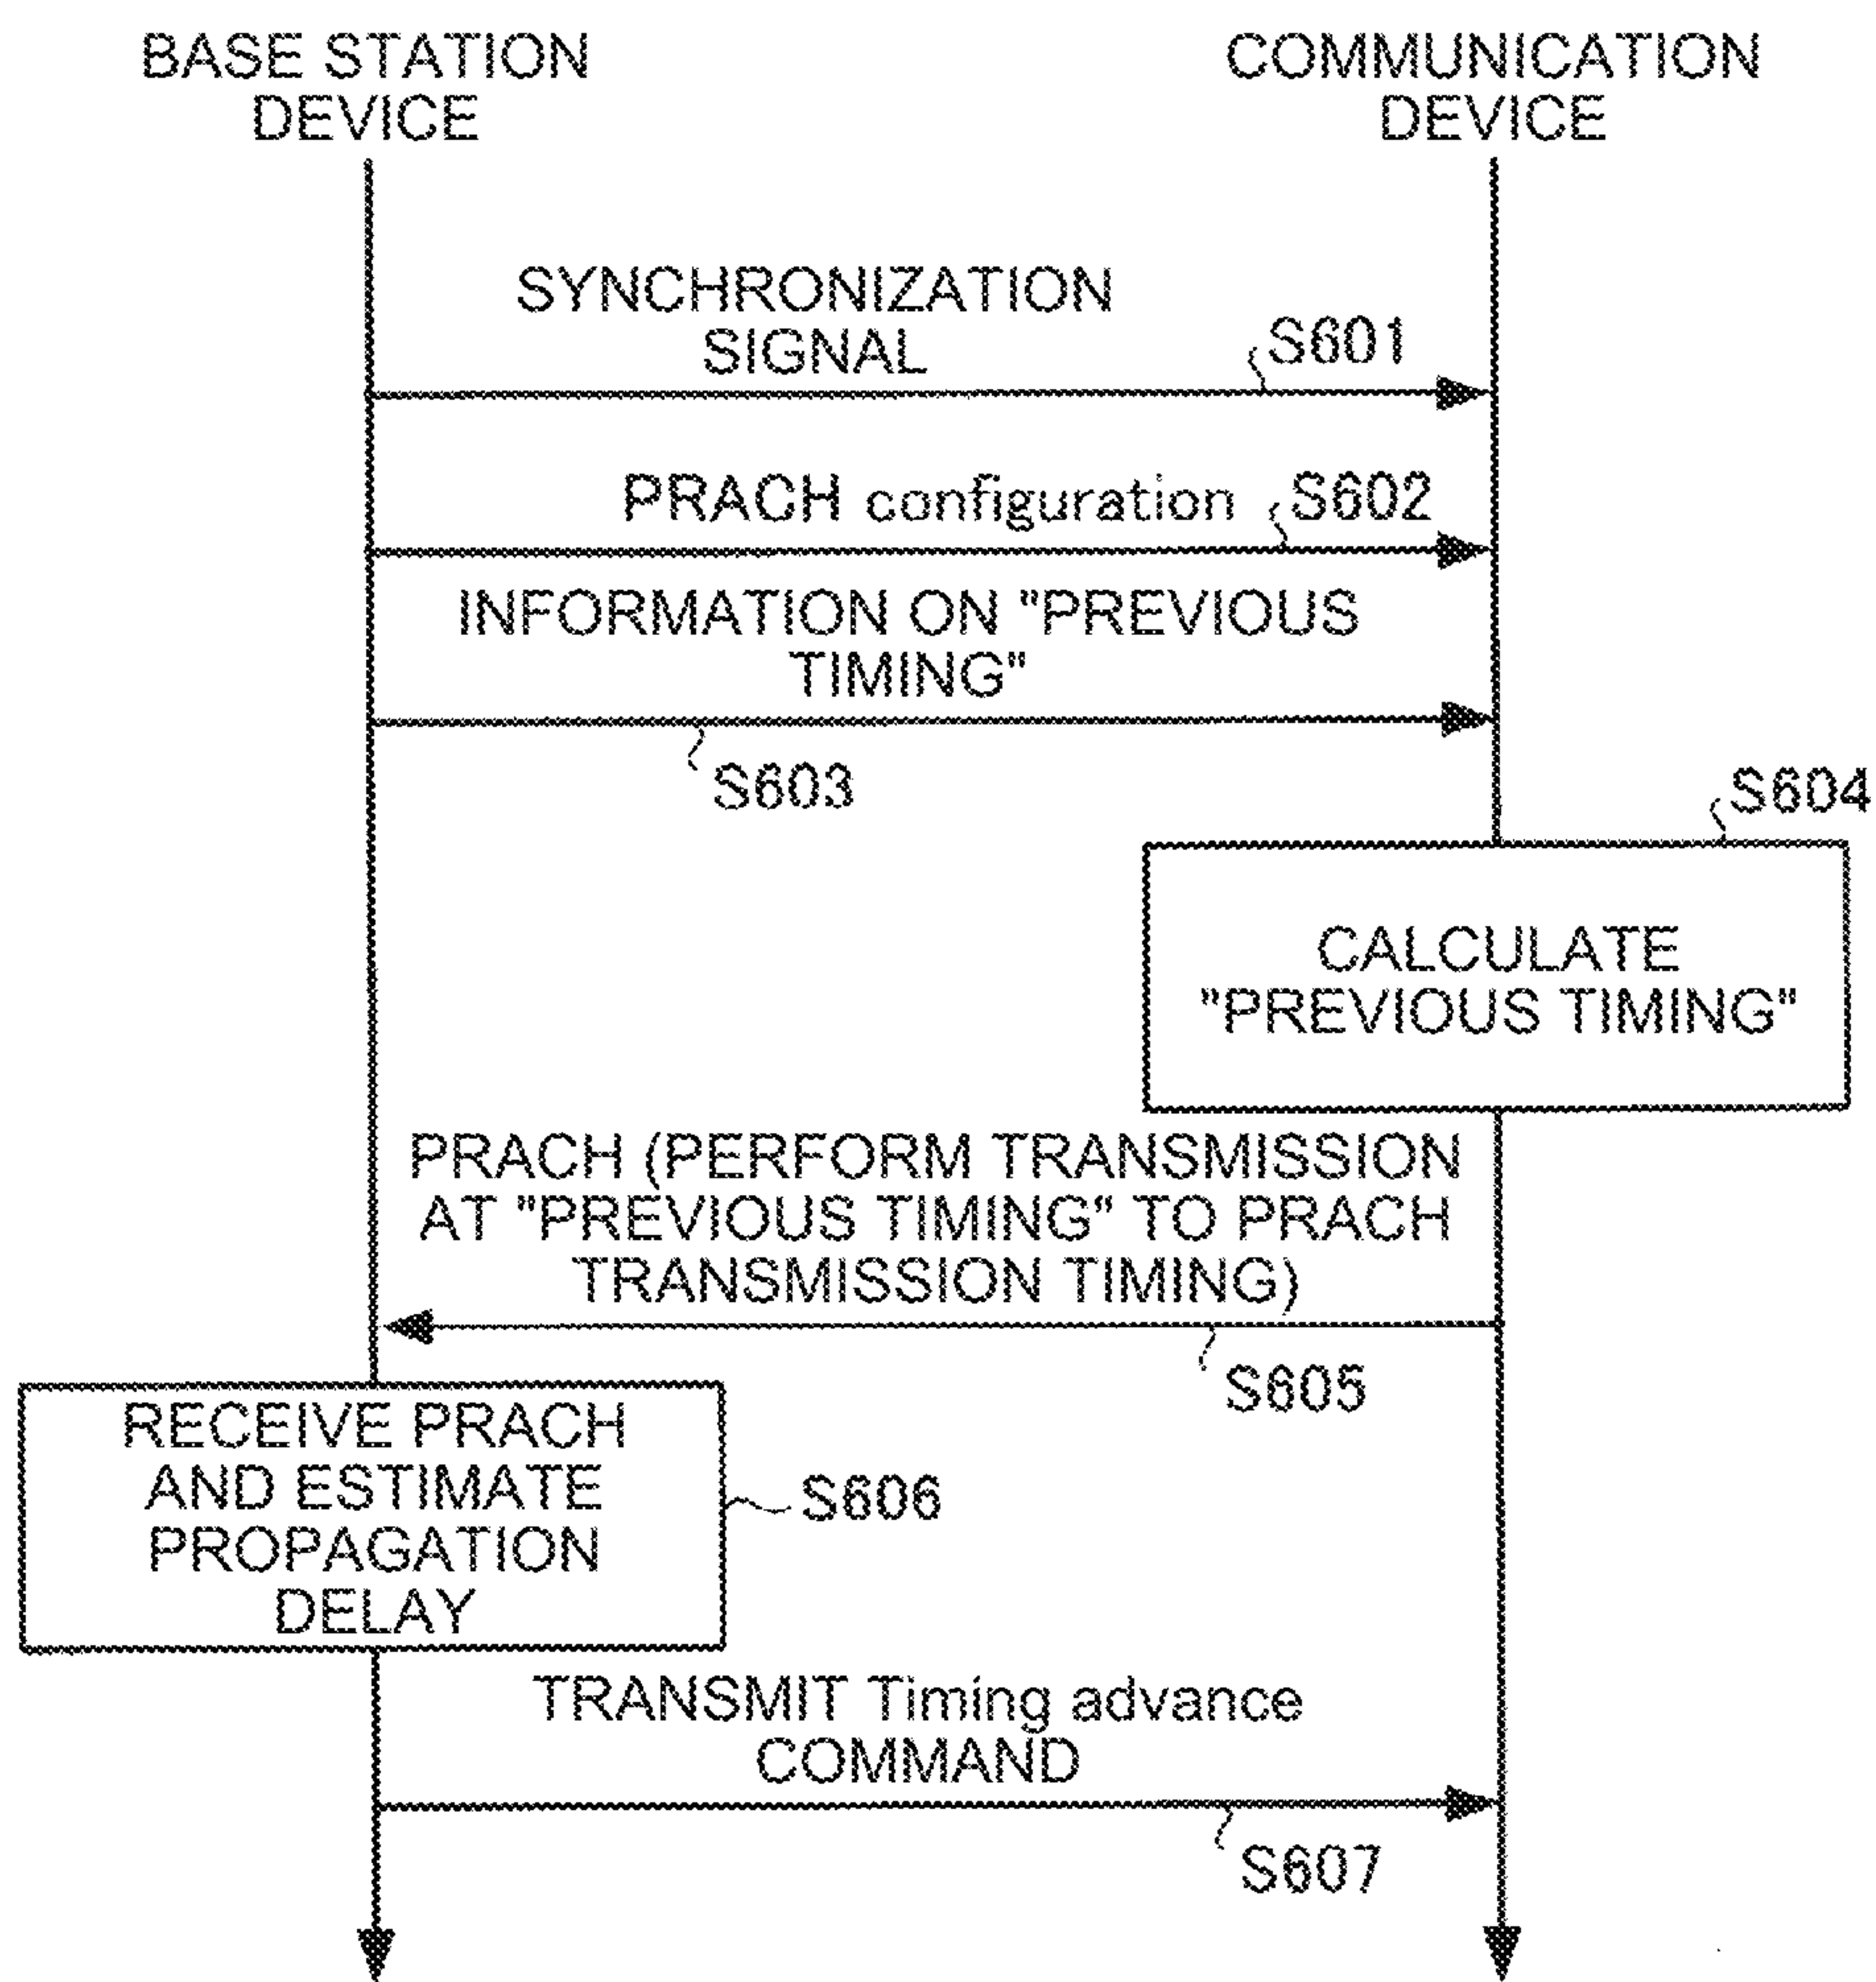 BASE STATION
DEVICE
COMMUNICATION
DEVICE
SYNCHRONIZATION
SIGNAL
S601
PRACH configuration
S602
INFORMATION ON "PREVIOUS
TIMING"
S603
S604
CALCULATE
"PREVIOUS TIMING"
PRACH (PERFORM TRANSMISSION
AT "PREVIOUS TIMING" TO PRACH
TRANSMISSION TIMING)
S605
RECEIVE PRACH
AND ESTIMATE
PROPAGATION
DELAY
S606
TRANSMIT Timing advance
COMMAND
S607